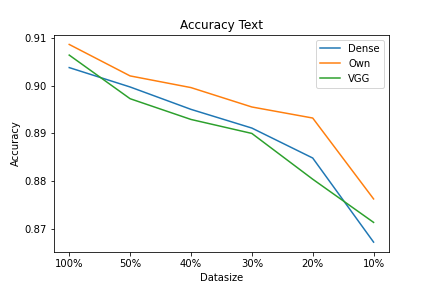 Accuracy Text
0.91
0.90
0.89
0.88
0.87
Accuracy
Dense
Own
VGG
100% 50% 40% 30% 20% 10%
Datasize